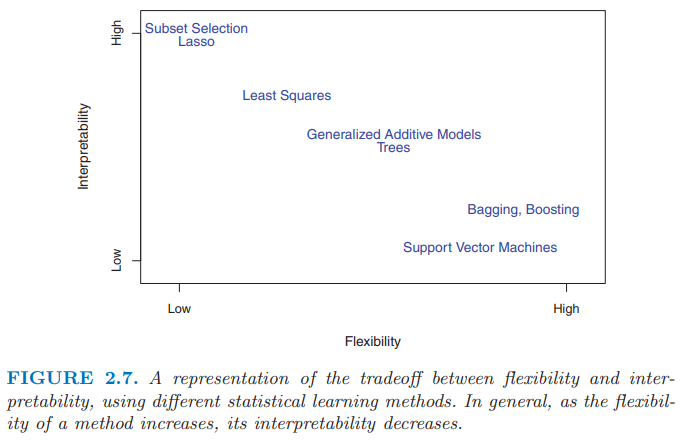 High
Subset Selection
Lasso
Least Squares
Generalized Additive Models
Trees
Interpretability
Bagging, Boosting
Support Vector Machines
Low
Low
High
Flexibility
FIGURE 2.7. A representation of the tradeoff between flexibility and inter-
pretability, using different statistical learning methods. In general, as the flexibil-
ity of a method increases, its interpretability decreases.